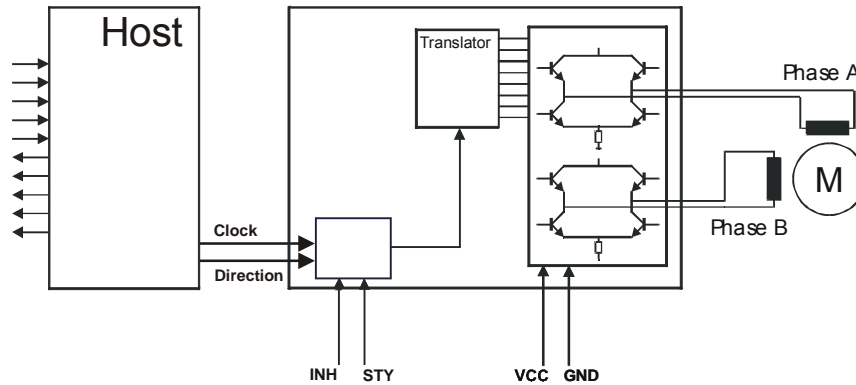 Host
Translator
Phase A
M
Phase B
Clock
Direction
INH
STY
VCC
GND